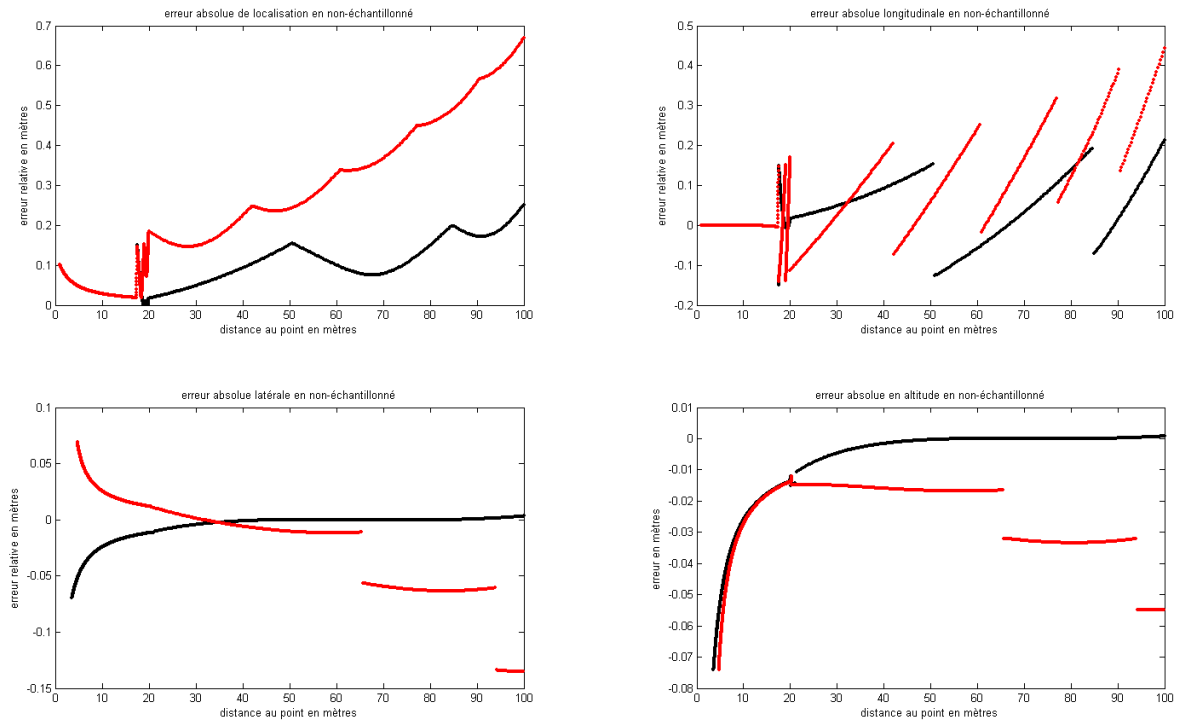 erreur absolue de localisation en non-échantillonné
0.7
0.6
0.5
0.4
0.3
0.2
0.1
0
erreur relative en mètres
0 10 20 30 40 50 60 70 80 90 100
distance au point en mètres
erreur absolue longitudinale en non-échantillonné
0.5
0.4
0.3
0.2
0.1
0
-0.1
-0.2
erreur relative en mètres
0 10 20 30 40 50 60 70 80 90 100
distance au point en mètres
erreur absolue latérale en non-échantillonné
0.1
0.05
0
-0.05
-0.1
-0.15
erreur relative en mètres
0 10 20 30 40 50 60 70 80 90 100
distance au point en mètres
erreur absolue en altitude en non-échantillonné
0.01
0
-0.01
-0.02
-0.03
-0.04
-0.05
-0.06
-0.07
-0.08
erreur en mètres
0 10 20 30 40 50 60 70 80 90 100
distance au point en mètres